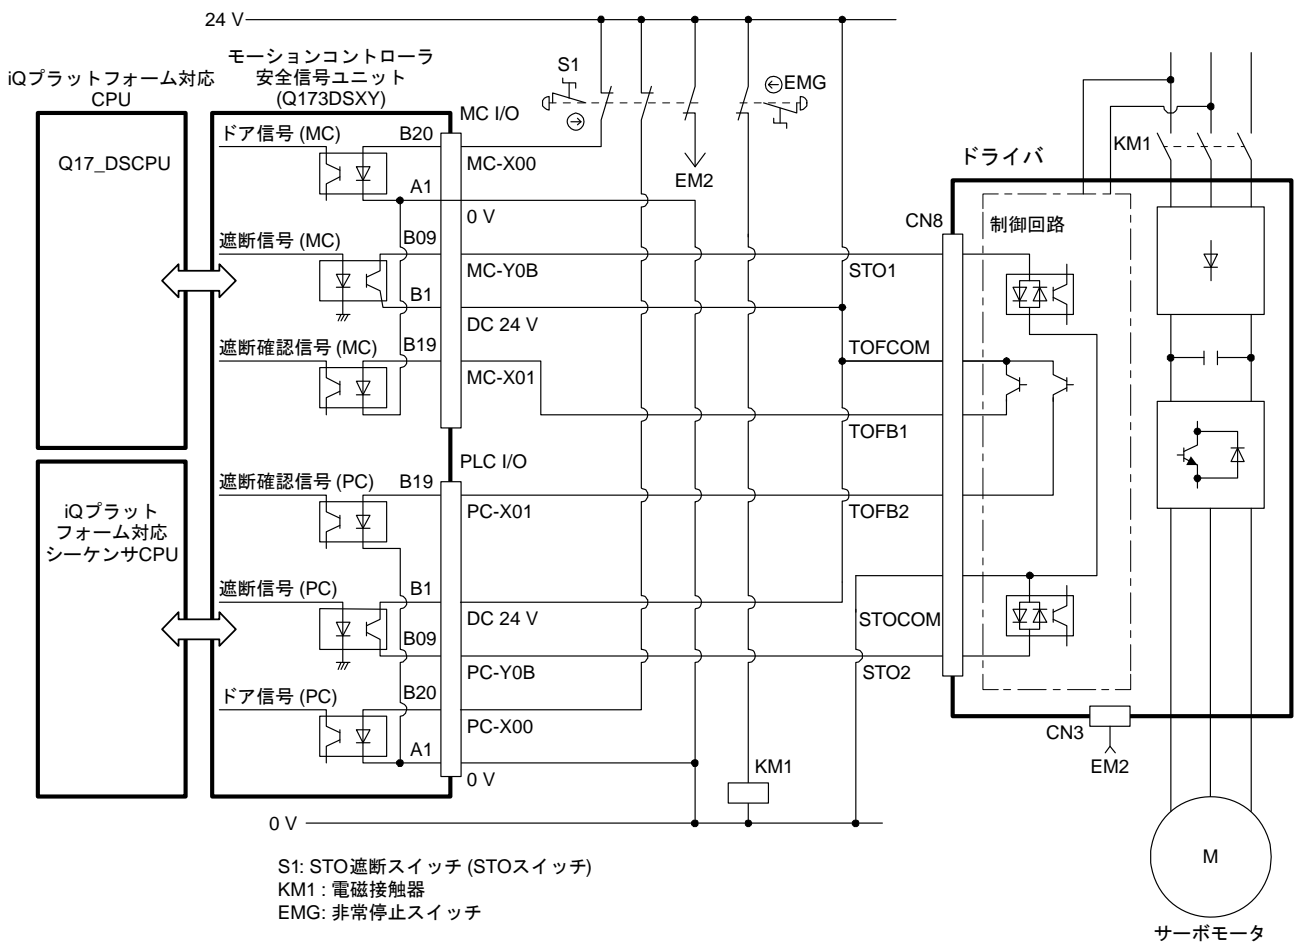 24 V
モーションコントローラ
安全信号ユニット
(Q173DSXY)
iQプラットフォーム対応
CPU
Q17_DSCPU
iQプラット
フォーム対応
シーケンサCPU
MC I/O
ドア信号 (MC)
B20
MC-X00
A1
0 V
遮断信号 (MC)
B09
MC-Y0B
B1
DC 24 V
遮断確認信号 (MC)
B19
MC-X01
PLC I/O
遮断確認信号 (PC)
B19
PC-X01
遮断信号 (PC)
B1
DC 24 V
B09
PC-Y0B
ドア信号 (PC)
B20
PC-X00
A1
0 V
S1
EMG
EM2
KM1
0 V
ドライバ
CN8
制御回路
STO1
TOFCOM
TOFB1
TOFB2
STOCOM
STO2
CN3
EM2
KM1
M
サーボモータ
S1: STO遮断スイッチ (STOスイッチ)
KM1 : 電磁接触器
EMG: 非常停止スイッチ